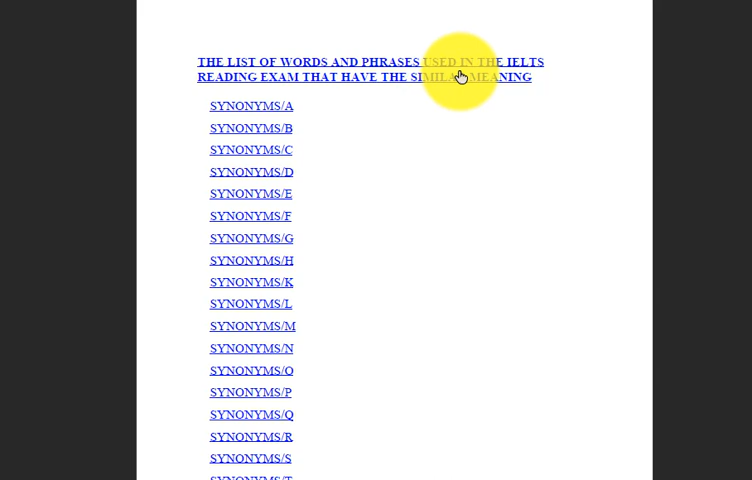 THE LIST OF WORDS AND PHRASES USED IN THE IELTS
READING EXAM THAT HAVE THE SIMILAR MEANING
SYNONYMS/A
SYNONYMS/B
SYNONYMS/C
SYNONYMS/D
SYNONYMS/E
SYNONYMS/F
SYNONYMS/G
SYNONYMS/H
SYNONYMS/K
SYNONYMS/L
SYNONYMS/M
SYNONYMS/N
SYNONYMS/O
SYNONYMS/P
SYNONYMS/Q
SYNONYMS/R
SYNONYMS/S